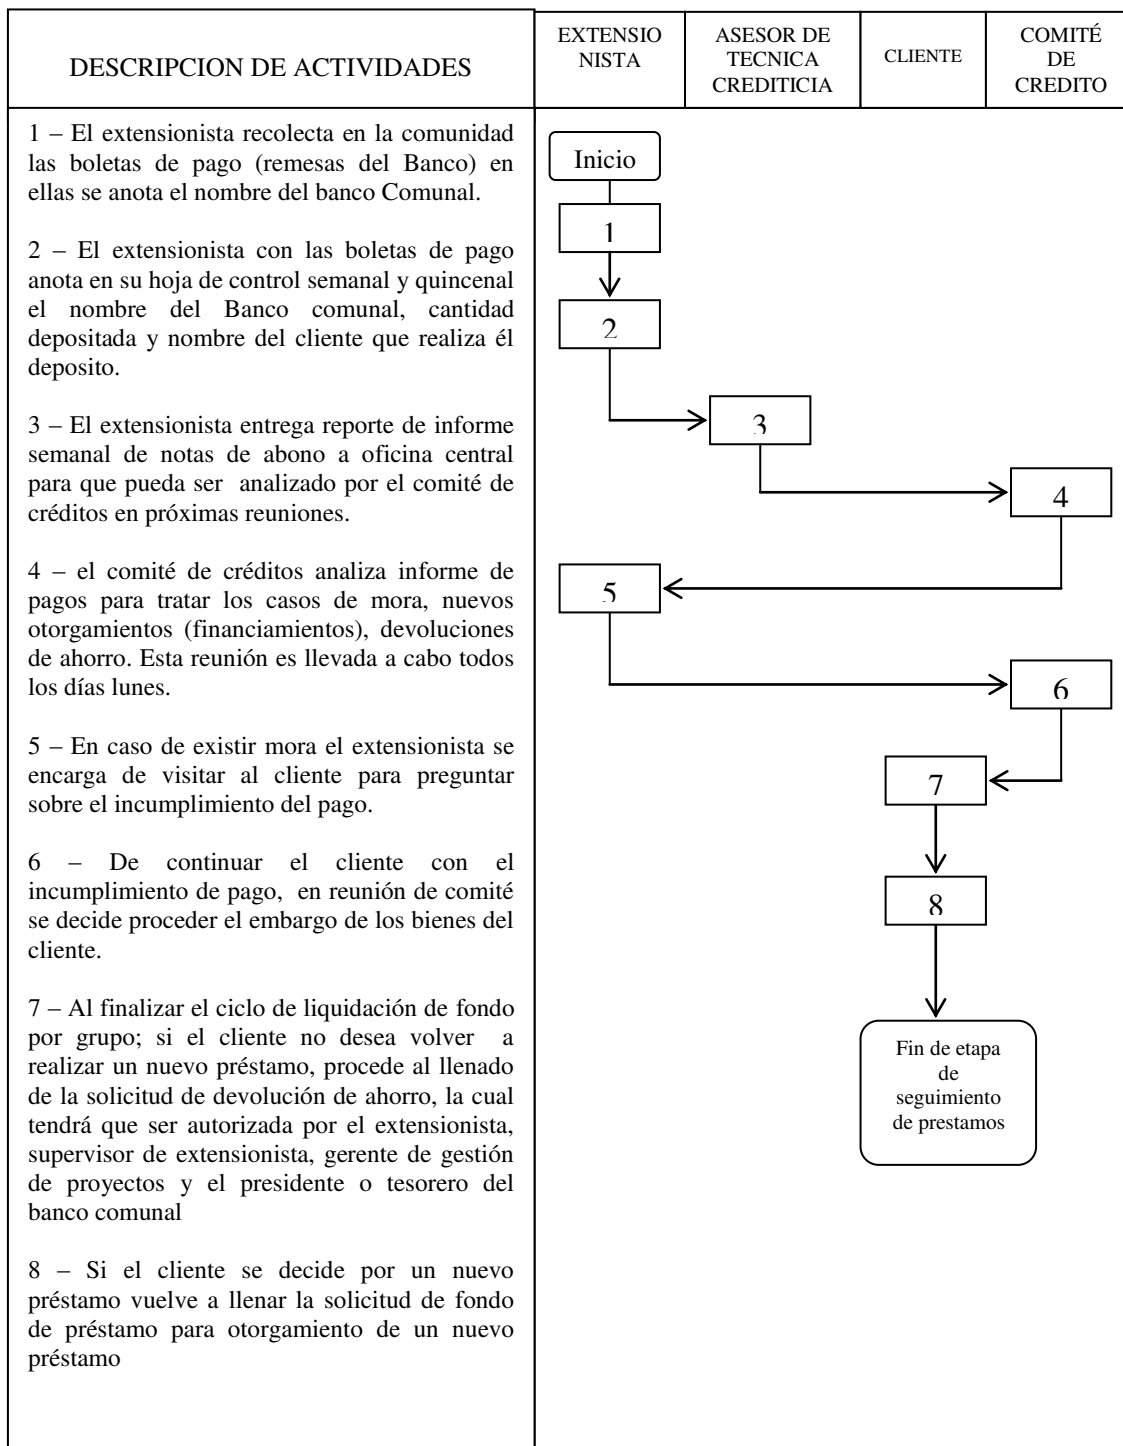 DESCRIPCION DE ACTIVIDADES
EXTENSIO
NISTA
ASESOR DE
TECNICA
CREDITICIA
CLIENTE
COMITÉ
DE
CREDITO
1 – El extensionista recolecta en la comunidad
las boletas de pago (remesas del Banco) en
ellas se anota el nombre del banco Comunal.
2 – El extensionista con las boletas de pago
anota en su hoja de control semanal y quincenal
el nombre del Banco comunal, cantidad
depositada y nombre del cliente que realiza él
deposito.
3 – El extensionista entrega reporte de informe
semanal de notas de abono a oficina central
para que pueda ser analizado por el comité de
créditos en próximas reuniones.
4 – el comité de créditos analiza informe de
pagos para tratar los casos de mora, nuevos
otorgamientos (financiamientos), devoluciones
de ahorro. Esta reunión es llevada a cabo todos
los días lunes.
5 – En caso de existir mora el extensionista se
encarga de visitar al cliente para preguntar
sobre el incumplimiento del pago.
6 – De continuar el cliente con el
incumplimiento de pago, en reunión de comité
se decide proceder el embargo de los bienes del
cliente.
7 – Al finalizar el ciclo de liquidación de fondo
por grupo; si el cliente no desea volver a
realizar un nuevo préstamo, procede al llenado
de la solicitud de devolución de ahorro, la cual
tendrá que ser autorizada por el extensionista,
supervisor de extensionista, gerente de gestión
de proyectos y el presidente o tesorero del
banco comunal
8 – Si el cliente se decide por un nuevo
préstamo vuelve a llenar la solicitud de fondo
de préstamo para otorgamiento de un nuevo
préstamo
Inicio
1
2
3
4
5
6
7
8
Fin de etapa
de
seguimiento
de prestamos